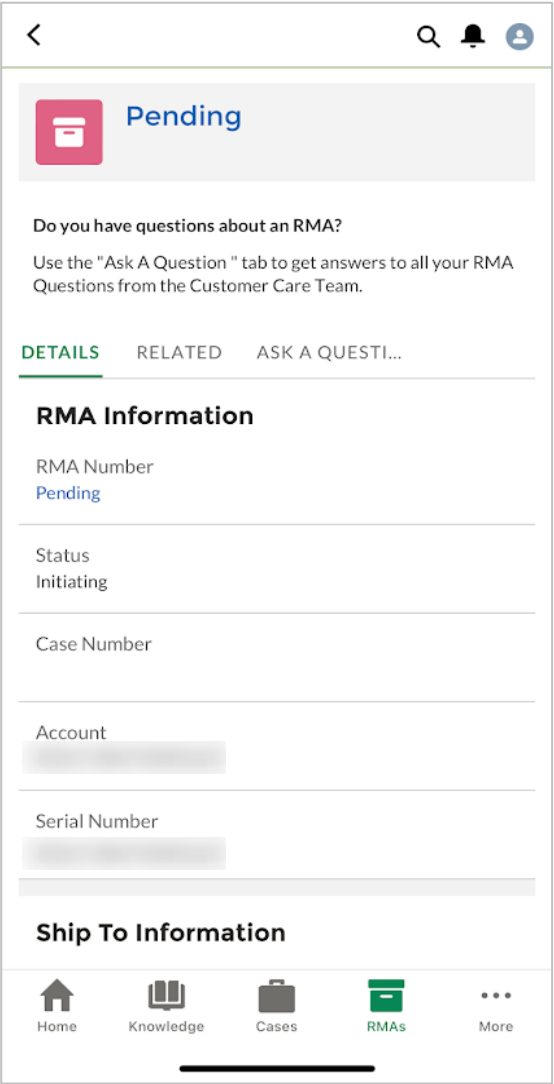 Pending
Do you have questions about an RMA?
Use the "Ask A Question " tab to get answers to all your RMA
Questions from the Customer Care Team.
DETAILS RELATED ASK A QUESTI...
RMA Information
RMA Number
Pending
Status
Initiating
Case Number
Account
Serial Number
Ship To Information
Home Knowledge Cases RMAs More